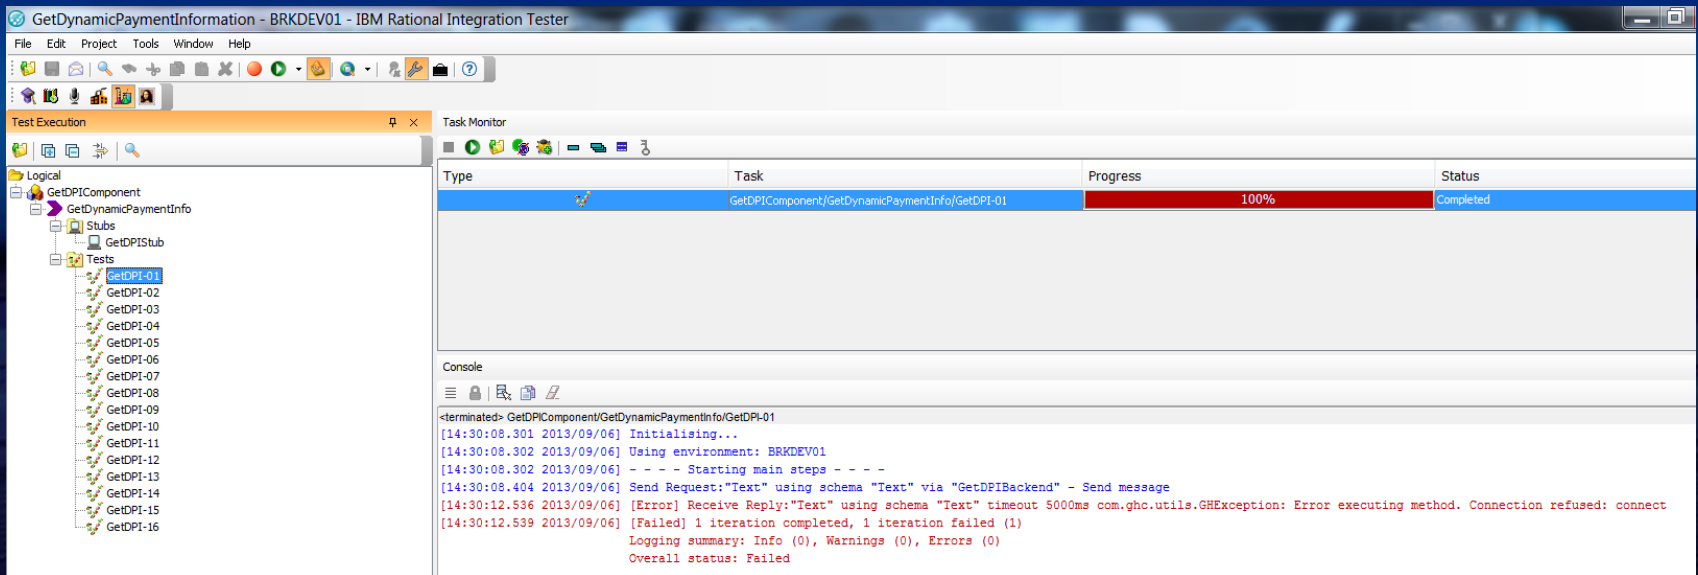 GetDynamicPaymentInformation - BRKDEV01 - IBM Rational Integration Tester
File Edit Project Tools Window Help
Test Execution
Logical
GetDPIComponent
GetDynamicPaymentInfo
Stubs
GetDPIStub
Tests
GetDPI-01
GetDPI-02
GetDPI-03
GetDPI-04
GetDPI-05
GetDPI-06
GetDPI-07
GetDPI-08
GetDPI-09
GetDPI-10
GetDPI-11
GetDPI-12
GetDPI-13
GetDPI-14
GetDPI-15
GetDPI-16
Task Monitor
Type Task Progress Status
GetDPIComponent/GetDynamicPaymentInfo/GetDPI-01 100% Completed
Console
<terminated> GetDPIComponent/GetDynamicPaymentInfo/GetDPI-01
[14:30:08.301 2013/09/06] Initialising...
[14:30:08.302 2013/09/06] Using environment: BRKDEV01
[14:30:08.302 2013/09/06] - - - - Starting main steps - - - -
[14:30:08.404 2013/09/06] Send Request:"Text" using schema "Text" via "GetDPIBackend" - Send message
[14:30:12.536 2013/09/06] [Error] Receive Reply:"Text" using schema "Text" timeout 5000ms com.ghc.utils.GHException: Error executing method. Connection refused: connect
[14:30:12.539 2013/09/06] [Failed] 1 iteration completed, 1 iteration failed (1)
Logging summary: Info (0), Warnings (0), Errors (0)
Overall status: Failed